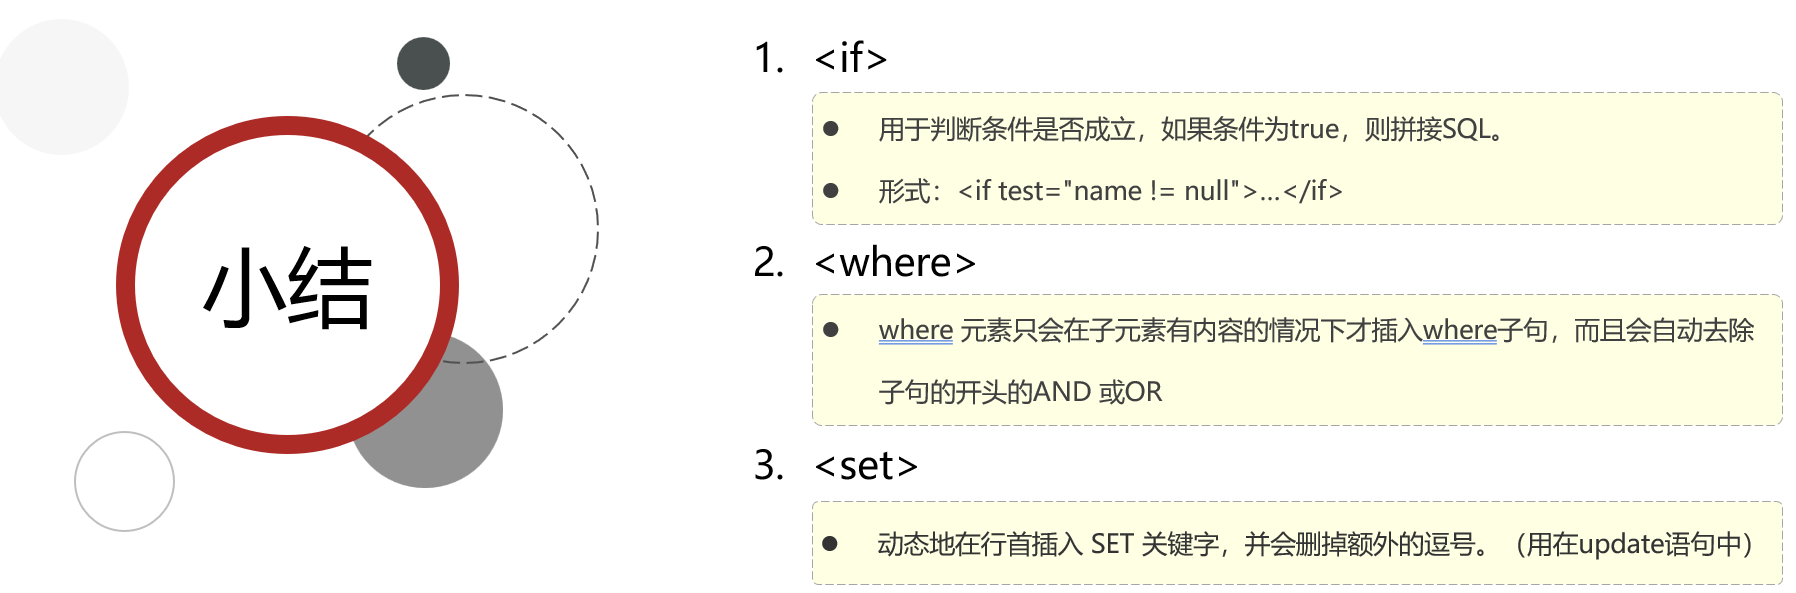 小结
1. <if>
● 用于判断条件是否成立，如果条件为true，则拼接SQL。
● 形式：<if test="name != null">…</if>
2. <where>
● where 元素只会在子元素有内容的情况下才插入where子句，而且会自动去除
子句的开头的AND 或OR
3. <set>
● 动态地在行首插入 SET 关键字，并会删掉额外的逗号。（用在update语句中）